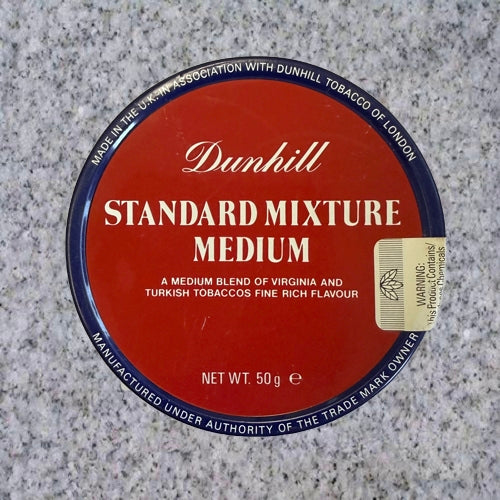 MADE IN THE U.K. IN ASSOCIATION WITH DUNHILL TOBACCO OF LONDON
Dunhill
STANDARD MIXTURE
MEDIUM
A MEDIUM BLEND OF VIRGINIA AND
TURKISH TOBACCOS FINE RICH FLAVOUR
WARNING:
This Product Contains/
Chemicals
NET WT. 50g ℮
MANUFACTURED UNDER AUTHORITY OF THE TRADE MARK OWNER